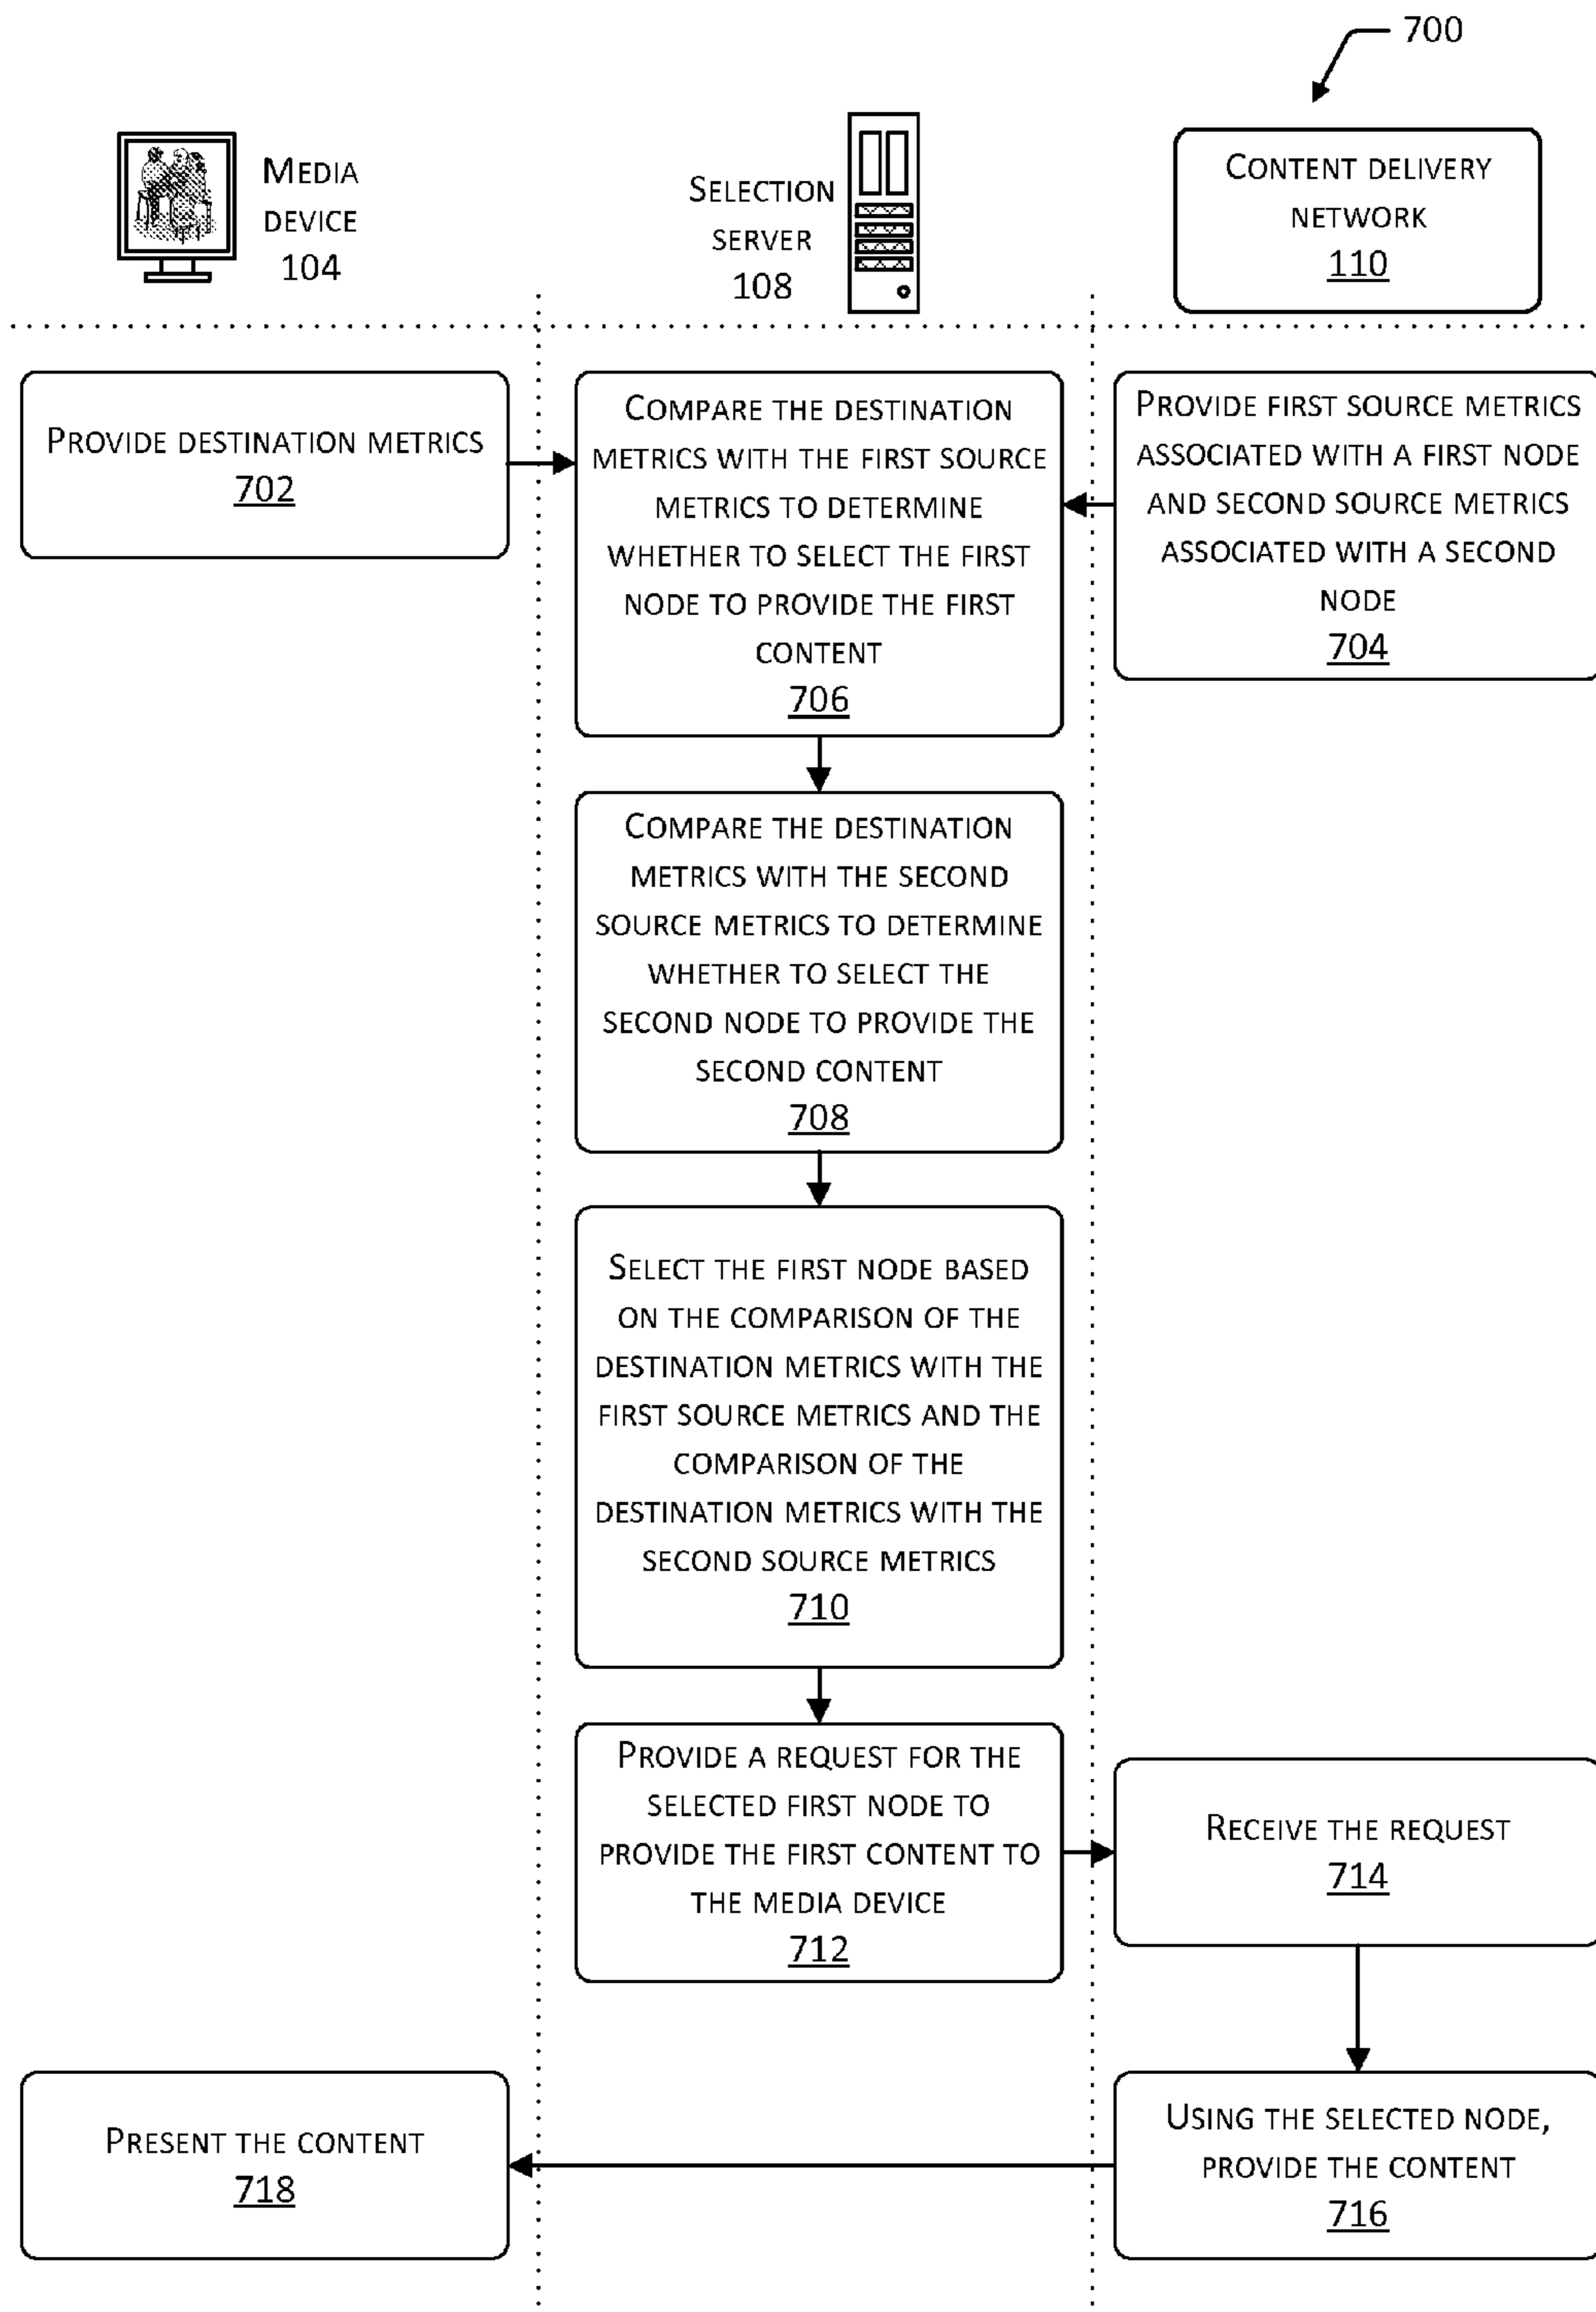 700
MEDIA
DEVICE
104
SELECTION
SERVER
108
CONTENT DELIVERY
NETWORK
110
PROVIDE DESTINATION METRICS
702
COMPARE THE DESTINATION
METRICS WITH THE FIRST SOURCE
METRICS TO DETERMINE
WHETHER TO SELECT THE FIRST
NODE TO PROVIDE THE FIRST
CONTENT
706
PROVIDE FIRST SOURCE METRICS
ASSOCIATED WITH A FIRST NODE
AND SECOND SOURCE METRICS
ASSOCIATED WITH A SECOND
NODE
704
COMPARE THE DESTINATION
METRICS WITH THE SECOND
SOURCE METRICS TO DETERMINE
WHETHER TO SELECT THE
SECOND NODE TO PROVIDE THE
SECOND CONTENT
708
SELECT THE FIRST NODE BASED
ON THE COMPARISON OF THE
DESTINATION METRICS WITH THE
FIRST SOURCE METRICS AND THE
COMPARISON OF THE
DESTINATION METRICS WITH THE
SECOND SOURCE METRICS
710
PROVIDE A REQUEST FOR THE
SELECTED FIRST NODE TO
PROVIDE THE FIRST CONTENT TO
THE MEDIA DEVICE
712
RECEIVE THE REQUEST
714
USING THE SELECTED NODE,
PROVIDE THE CONTENT
716
PRESENT THE CONTENT
718